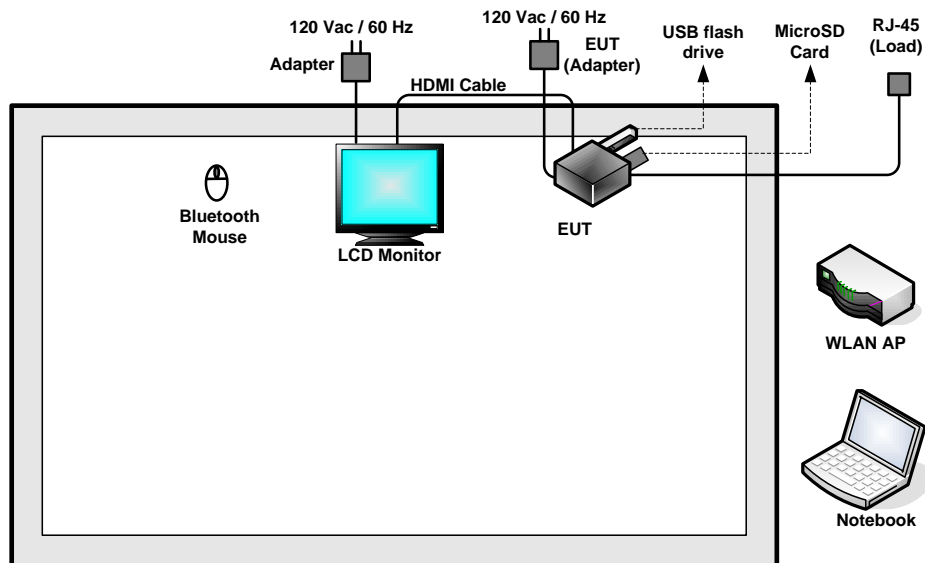 120 Vac / 60 Hz
Adapter
120 Vac / 60 Hz
EUT
(Adapter)
USB flash
drive
MicroSD
Card
RJ-45
(Load)
HDMI Cable
Bluetooth
Mouse
LCD Monitor
EUT
WLAN AP
Notebook